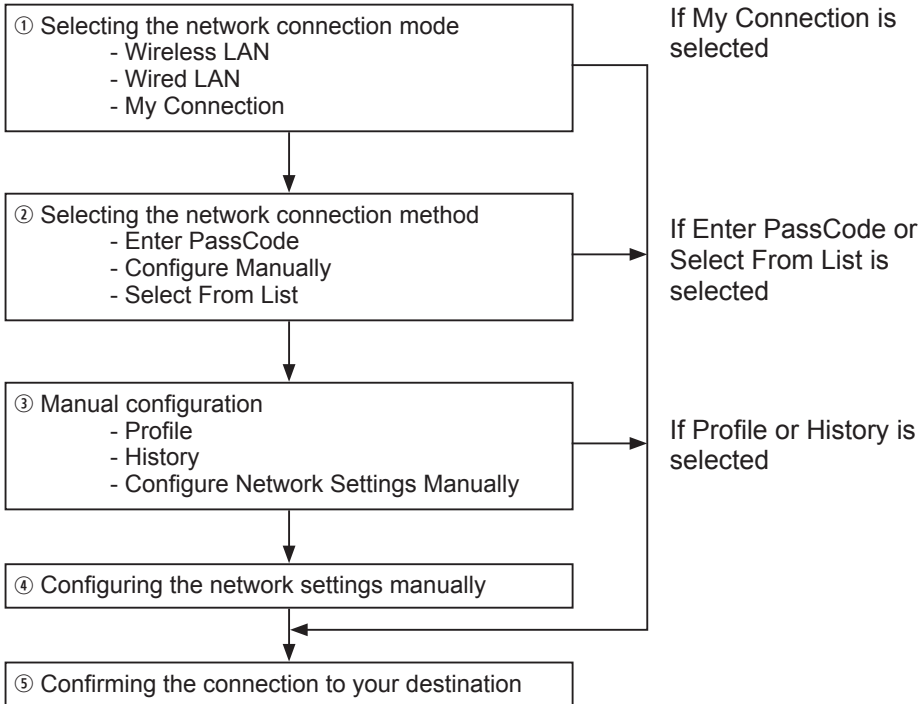 ① Selecting the network connection mode
- Wireless LAN
- Wired LAN
- My Connection
If My Connection is
selected
② Selecting the network connection method
- Enter PassCode
- Configure Manually
- Select From List
If Enter PassCode or
Select From List is
selected
③ Manual configuration
- Profile
- History
- Configure Network Settings Manually
If Profile or History is
selected
④ Configuring the network settings manually
⑤ Confirming the connection to your destination